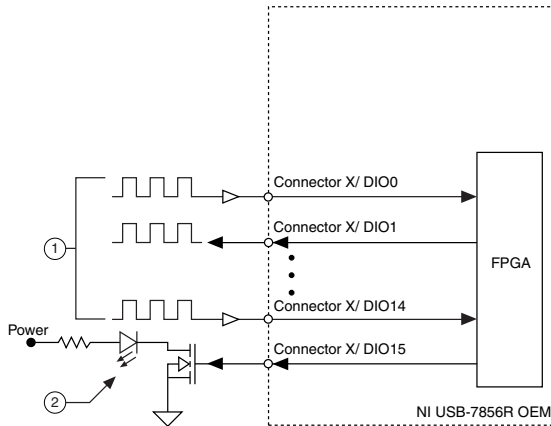 Connector X/ DIO0
Connector X/ DIO1
1
FPGA
Connector X/ DIO14
Power
Connector X/ DIO15
2
NI USB-7856R OEM